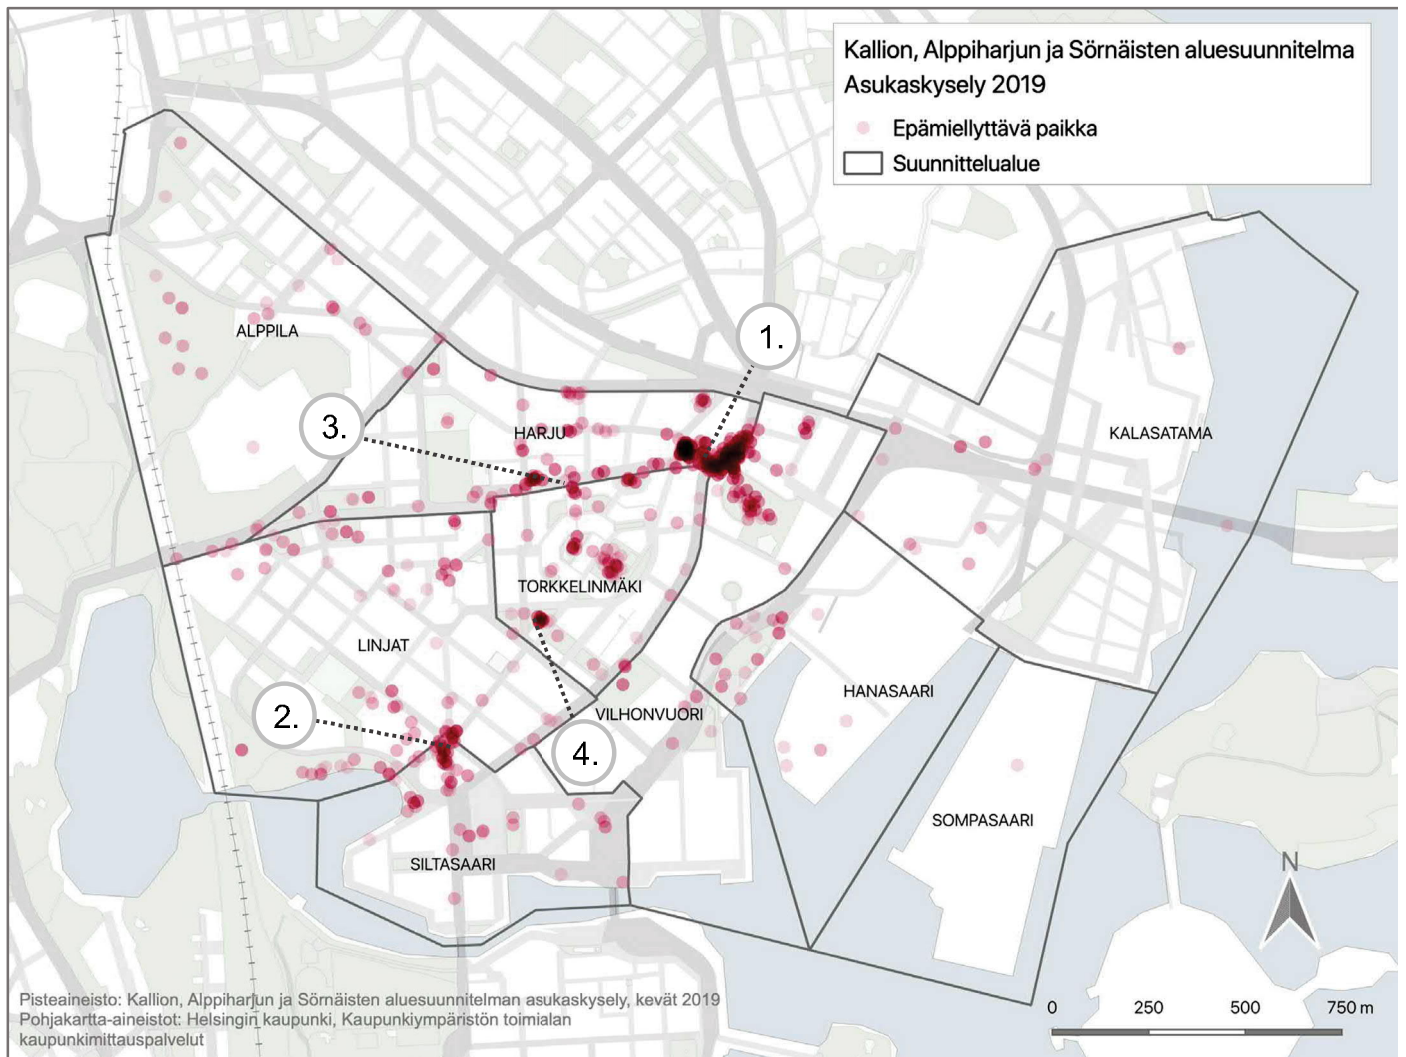 Kallion, Alppiharjun ja Sörnäisten aluesuunnitelma
Asukaskysely 2019
Epämiellyttävä paikka
Suunnittelualue
1.
ALPPILA
3.
HARJU
KALASATAMA
TORKKELINMÄKI
LINJAT
HANASAARI
2.
VILHONVUORI
4.
SOMPASAARI
SILTASAARI
N
Pisteaineisto: Kallion, Alppiharjun ja Sörnäisten aluesuunnitelman asukaskysely, kevät 2019
Pohjakartta-aineistot: Helsingin kaupunki, Kaupunkiympäristön toimialan
kaupunkimittauspalvelut
0 250 500 750 m